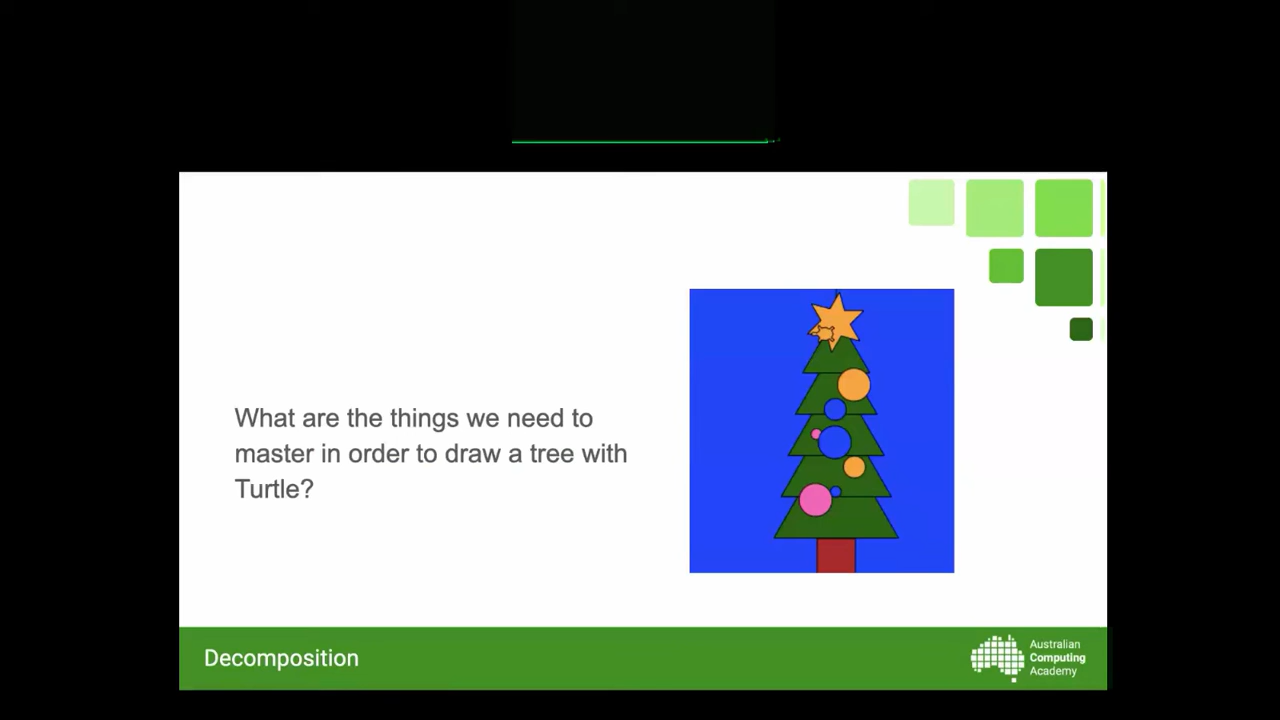 What are the things we need to
master in order to draw a tree with
Turtle?
Decomposition
Australian
Computing
Academy